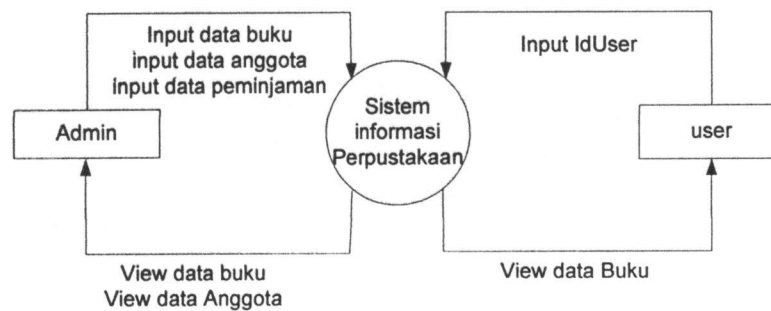 Input data buku
input data anggota
input data peminjaman
Input IdUser
Admin
Sistem
informasi
Perpustakaan
user
View data buku
View data Anggota
View data Buku